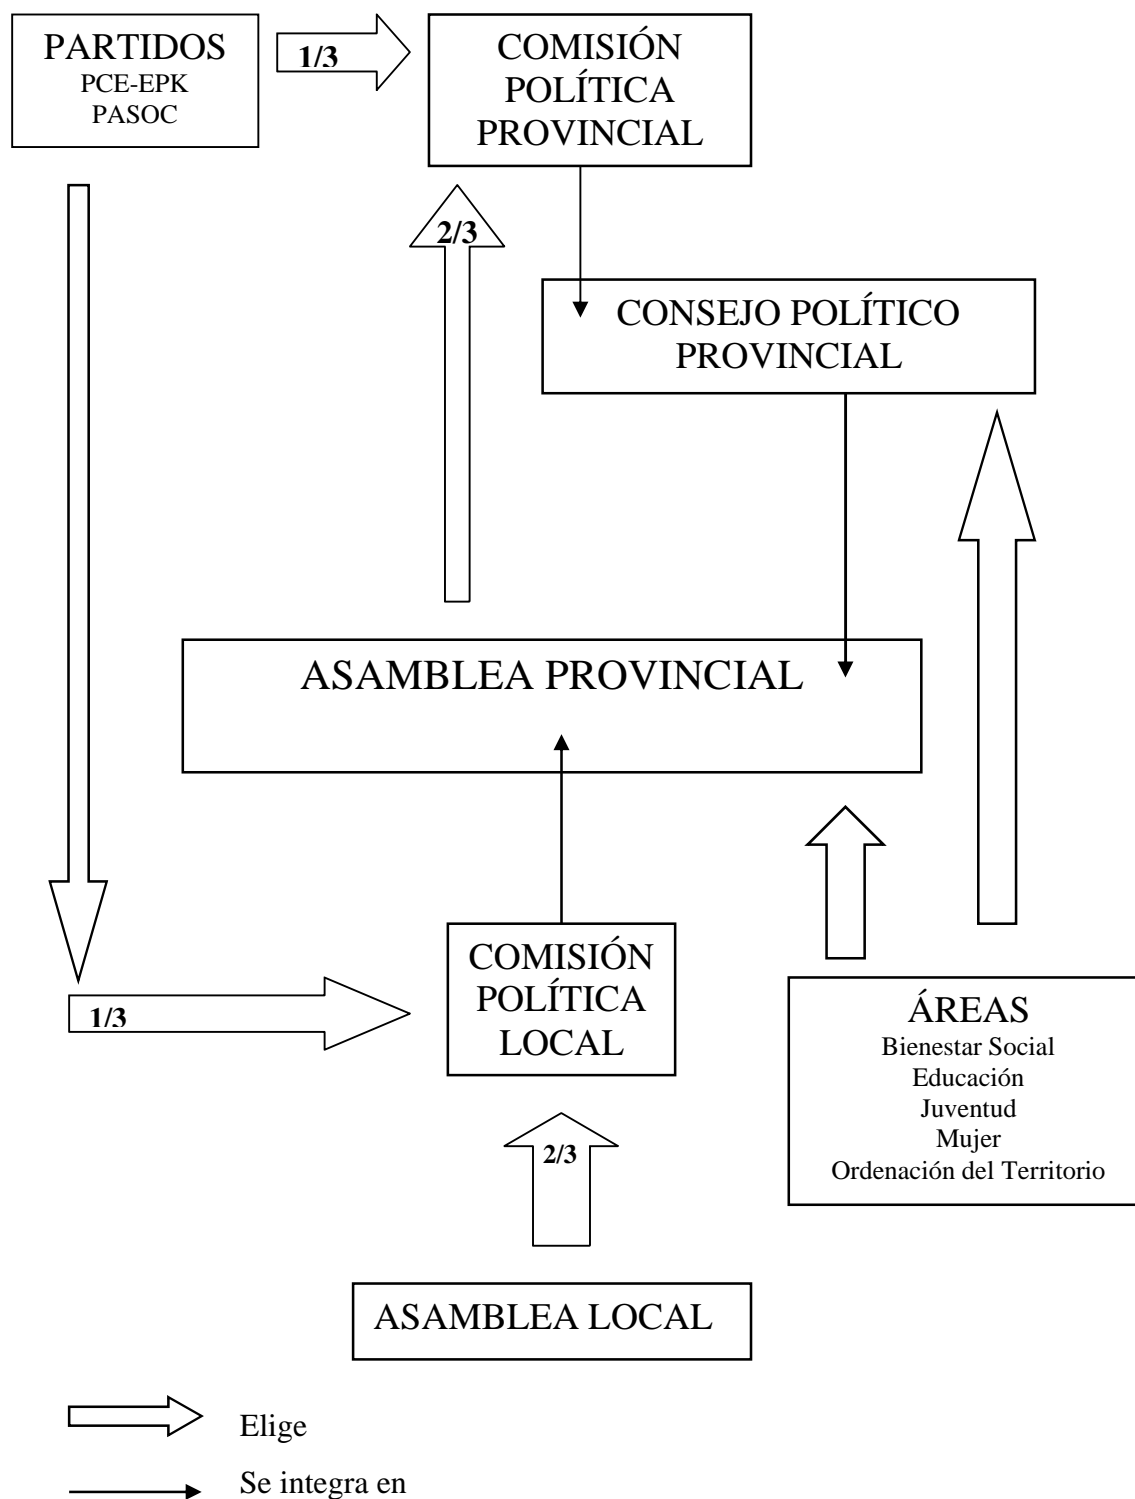 PARTIDOS
PCE-EPK
PASOC
1/3
COMISIÓN
POLÍTICA
PROVINCIAL
2/3
CONSEJO POLÍTICO
PROVINCIAL
ASAMBLEA PROVINCIAL
1/3
COMISIÓN
POLÍTICA
LOCAL
ÁREAS
Bienestar Social
Educación
Juventud
Mujer
Ordenación del Territorio
2/3
ASAMBLEA LOCAL
Elige
Se integra en